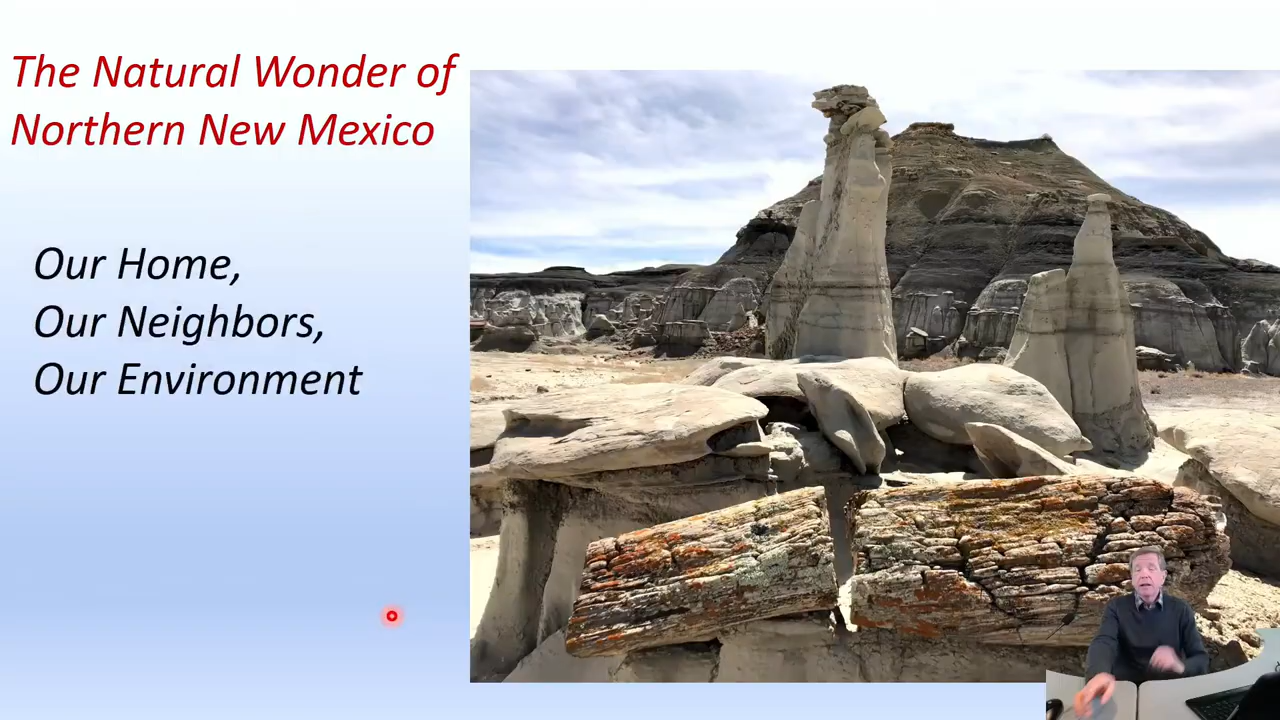 The Natural Wonder of
Northern New Mexico
Our Home,
Our Neighbors,
Our Environment